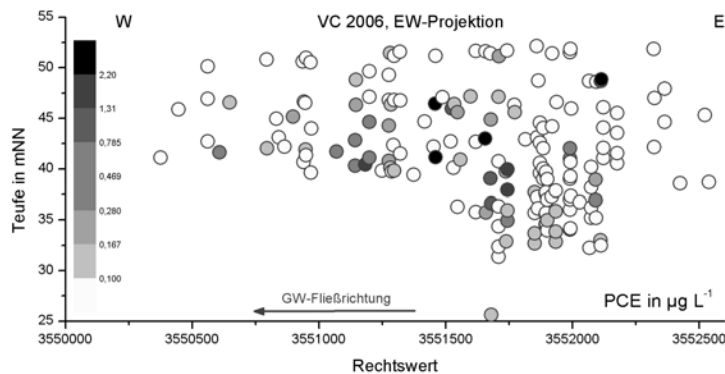 W
VC 2006, EW-Projektion
E
55
50
45
40
35
30
25
Teufe in mNN
2,20
1,31
0,785
0,469
0,280
0,167
0,100
GW-Fließrichtung
PCE in µg L⁻¹
3550000 3550500 3551000 3551500 3552000 3552500
Rechtswert